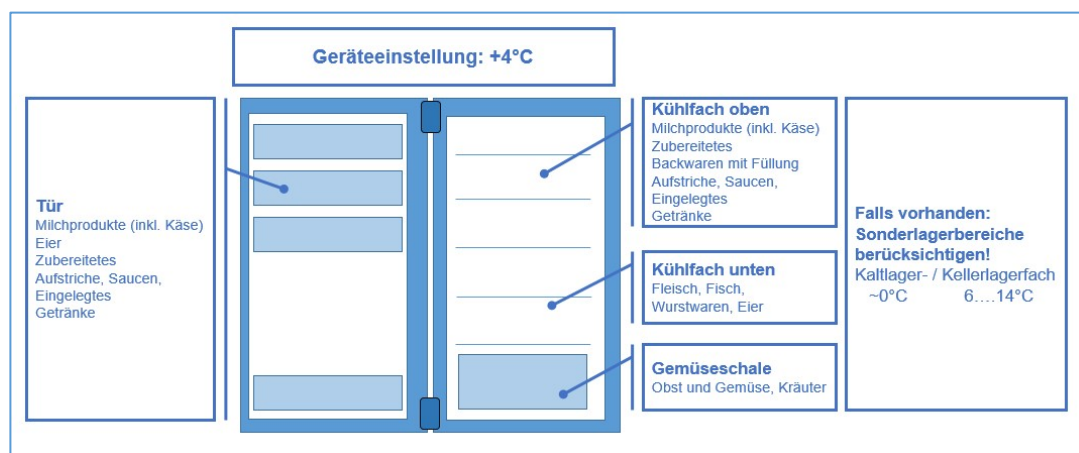 Geräteeinstellung: +4°C
Tür
Milchprodukte (inkl. Käse)
Eier
Zubereitetes
Aufstriche, Saucen,
Eingelegtes
Getränke
Kühlfach oben
Milchprodukte (inkl. Käse)
Zubereitetes
Backwaren mit Füllung
Aufstriche, Saucen,
Eingelegtes
Getränke
Kühlfach unten
Fleisch, Fisch,
Wurstwaren, Eier
Gemüseschale
Obst und Gemüse, Kräuter
Falls vorhanden:
Sonderlagerbereiche
berücksichtigen!
Kaltlager- / Kellerlagerfach
~0°C 6….14°C